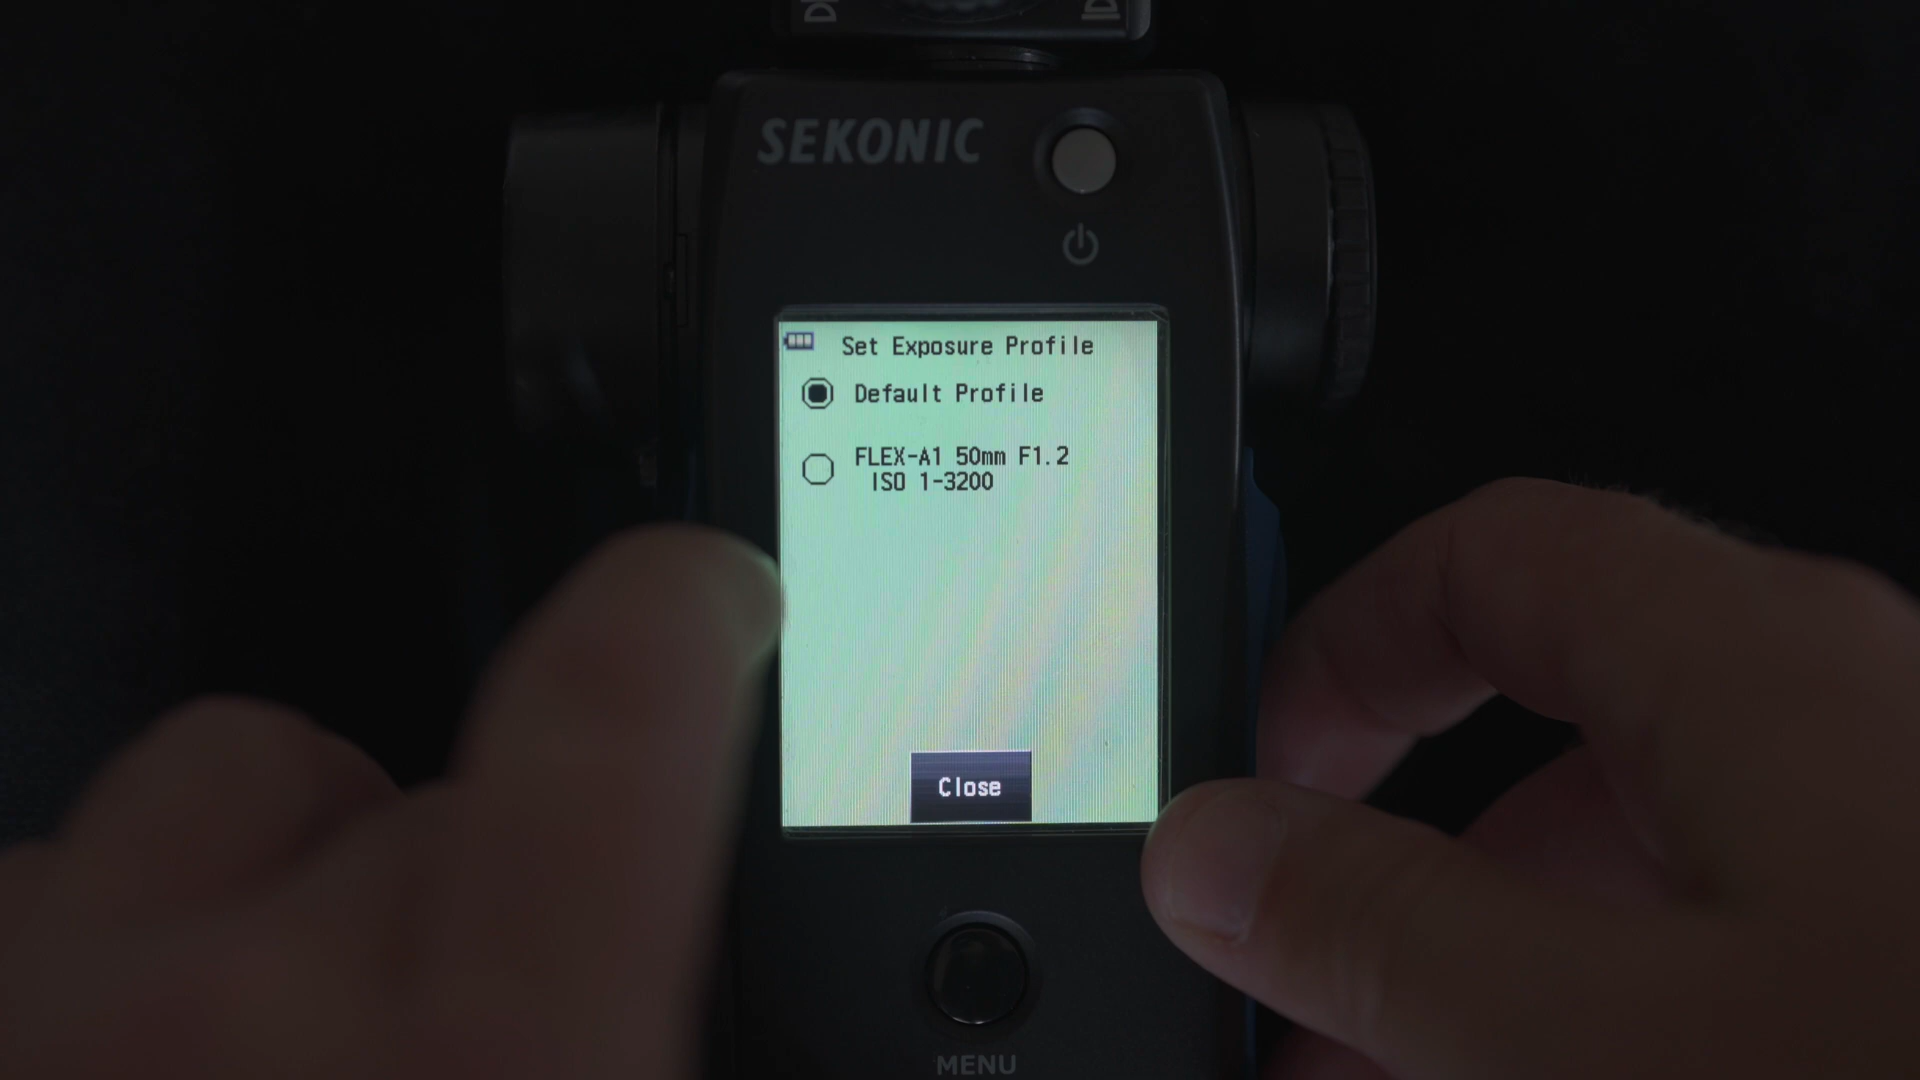 SEKONIC
Set Exposure Profile
Default Profile
FLEX-A1 50mm F1.2
ISO 1-3200
Close
MENU